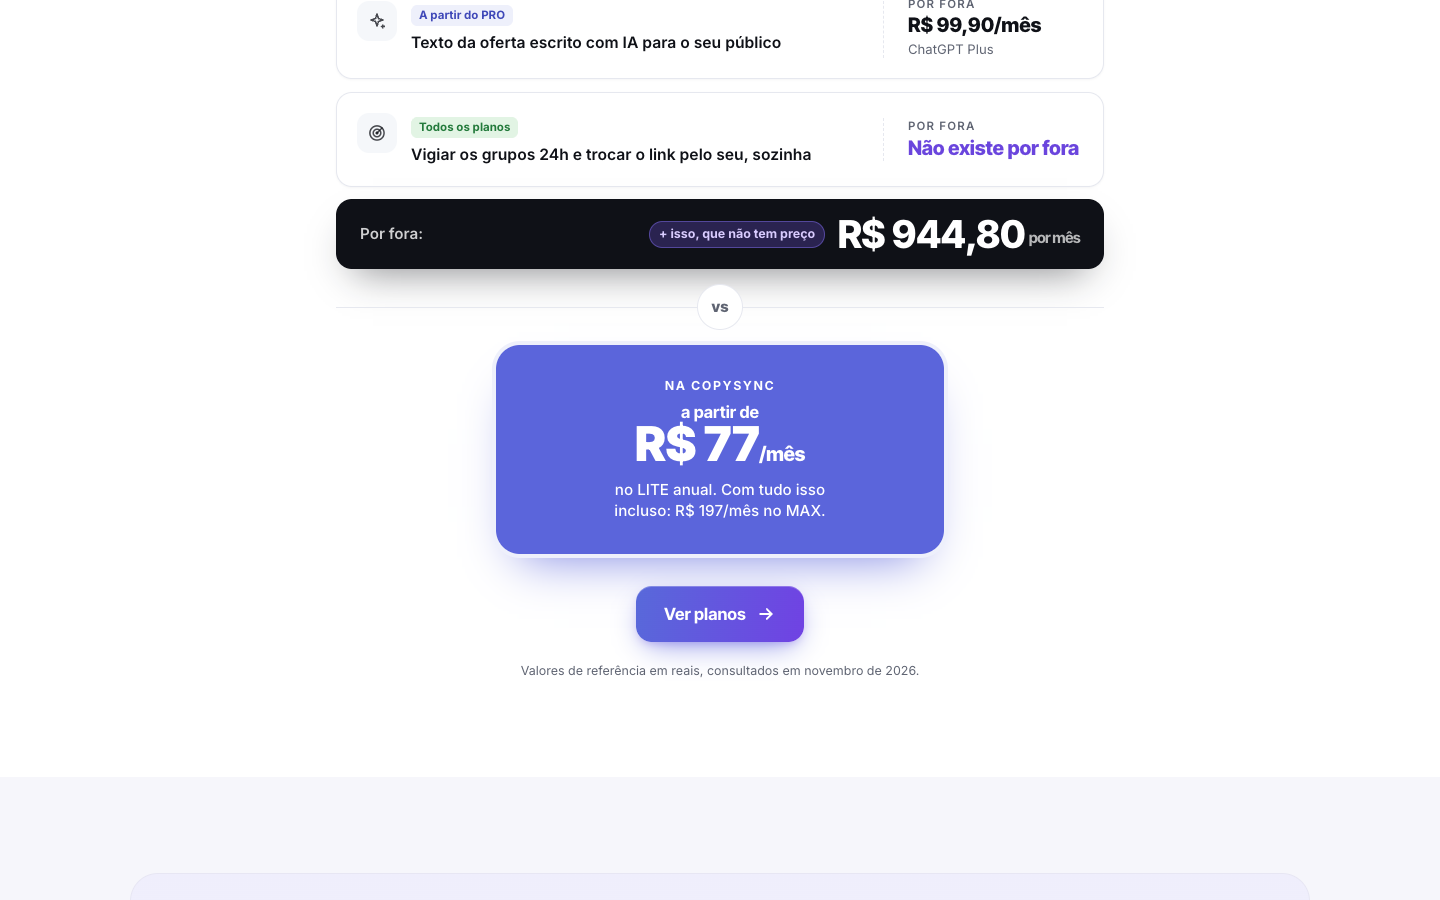 POR FORA
A partir do PRO
R$ 99,90/mês
Texto da oferta escrito com IA para o seu público
ChatGPT Plus
Todos os planos
POR FORA
Vigiar os grupos 24h e trocar o link pelo seu, sozinha
Não existe por fora
Por fora:
+ isso, que não tem preço
R$ 944,80 por mês
vs
NA COPYSYNC
a partir de
R$ 77/mês
no LITE anual. Com tudo isso
incluso: R$ 197/mês no MAX.
Ver planos →
Valores de referência em reais, consultados em novembro de 2026.